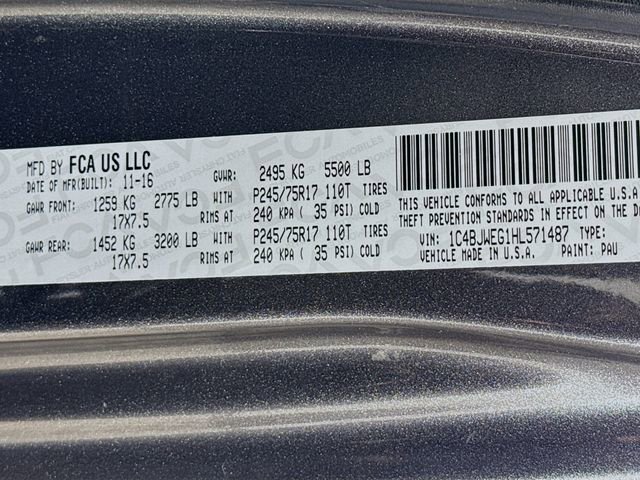 MFD BY FCA US LLC
DATE OF MFR(BUILT): 11-16 GVWR: 2495 KG 5500 LB
GAWR FRONT: 1259 KG 2775 LB WITH P245/75R17 110T TIRES
17X7.5 RIMS AT 240 KPA ( 35 PSI) COLD
GAWR REAR: 1452 KG 3200 LB WITH P245/75R17 110T TIRES
17X7.5 RIMS AT 240 KPA ( 35 PSI) COLD
THIS VEHICLE CONFORMS TO ALL APPLICABLE
THEFT PREVENTION STANDARDS IN EFFECT ON THE D
VIN: 1C4BJWEG1HL571487 TYPE:
VEHICLE MADE IN U.S.A. PAINT: PAU